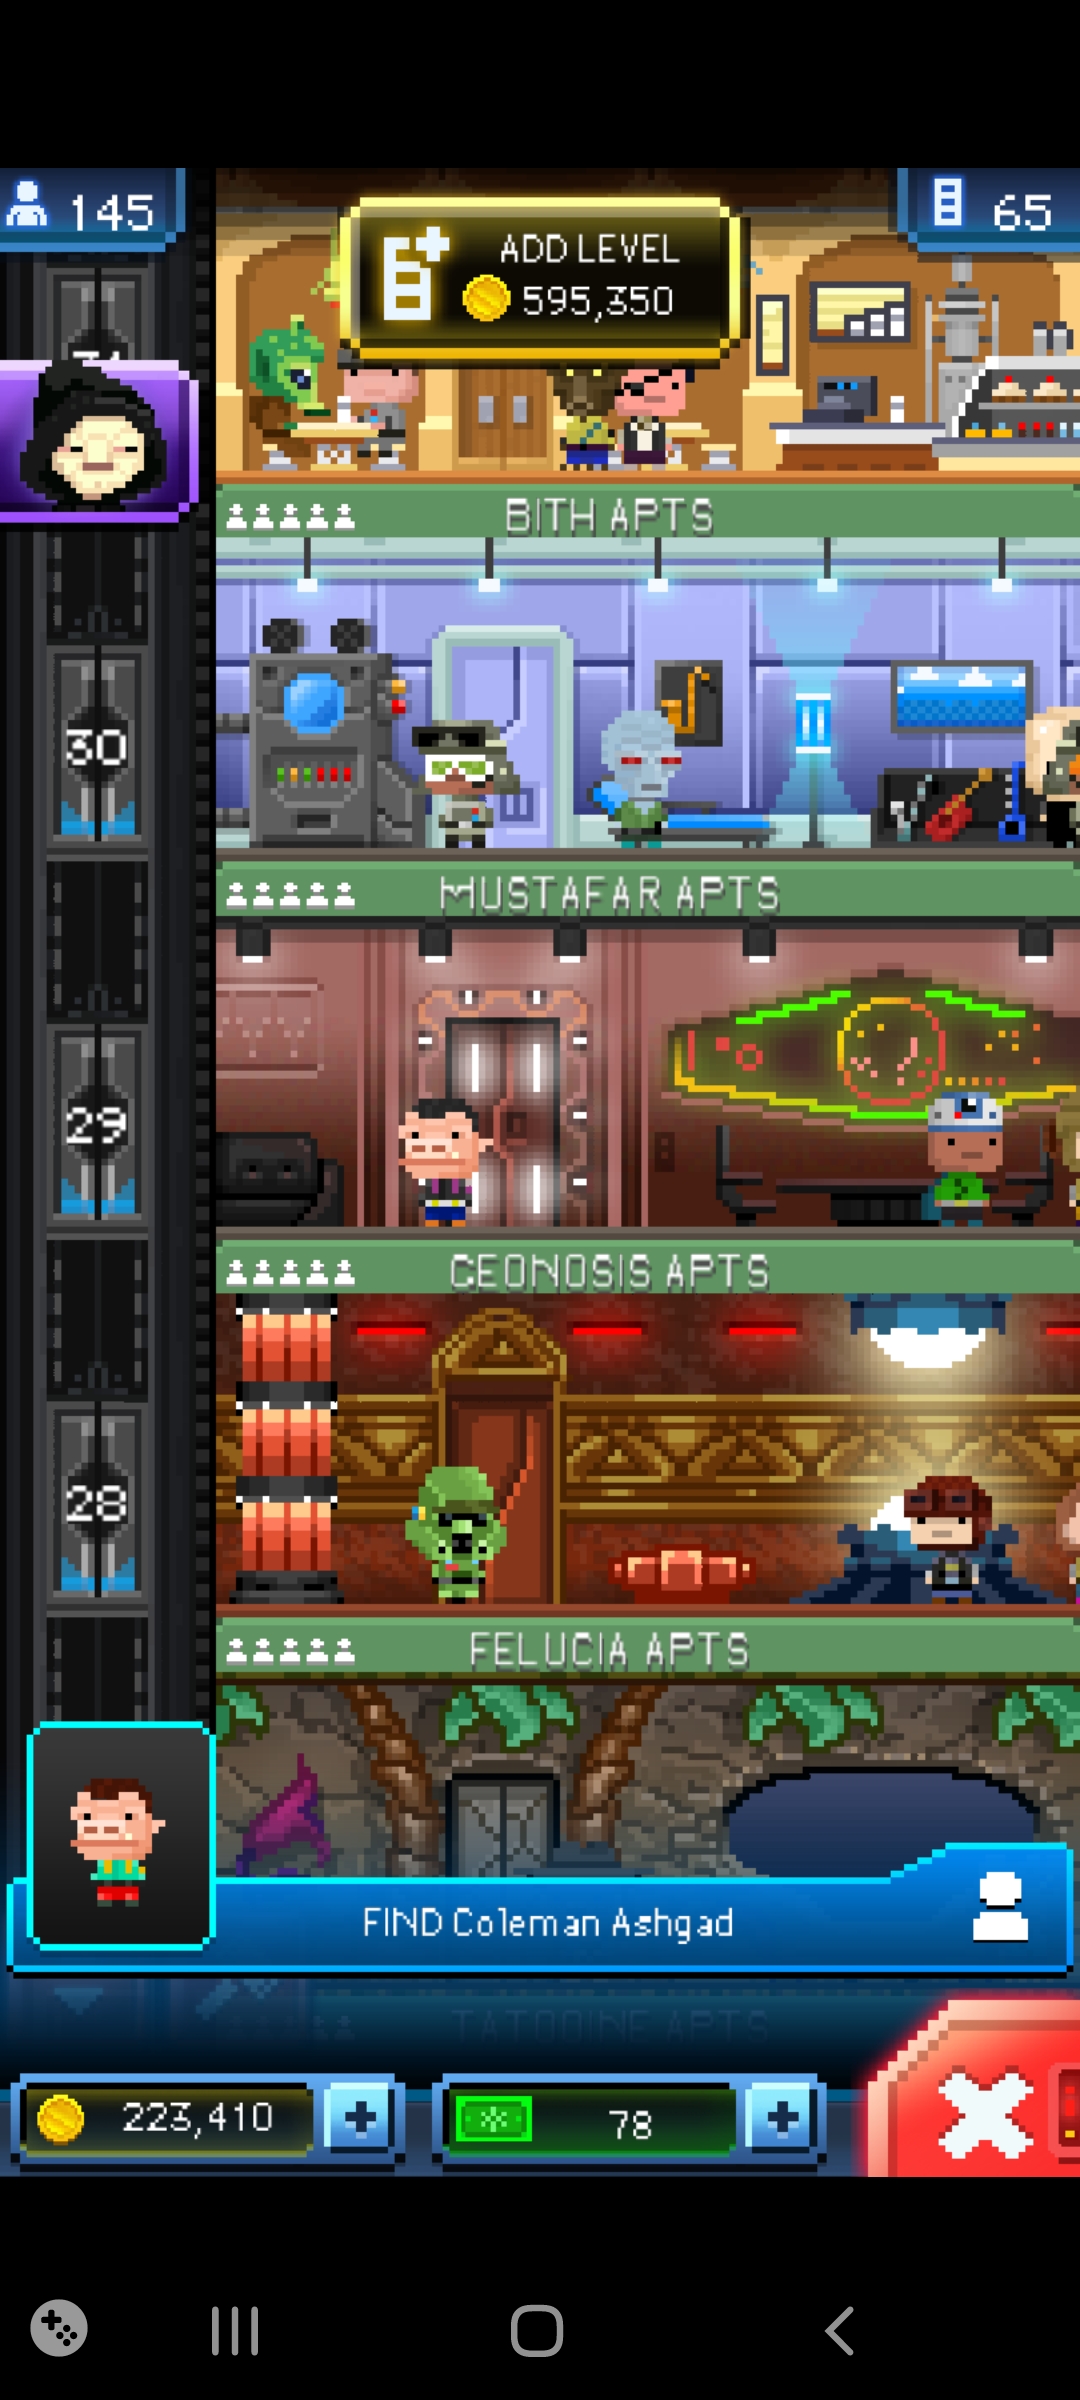 145
ADD LEVEL
595,350
65
BITH APTS
30
MUSTAFAR APTS
29
GEONOSIS APTS
28
FELUCIA APTS
FIND Coleman Ashgad
TATOOINE APTS
223,410
78